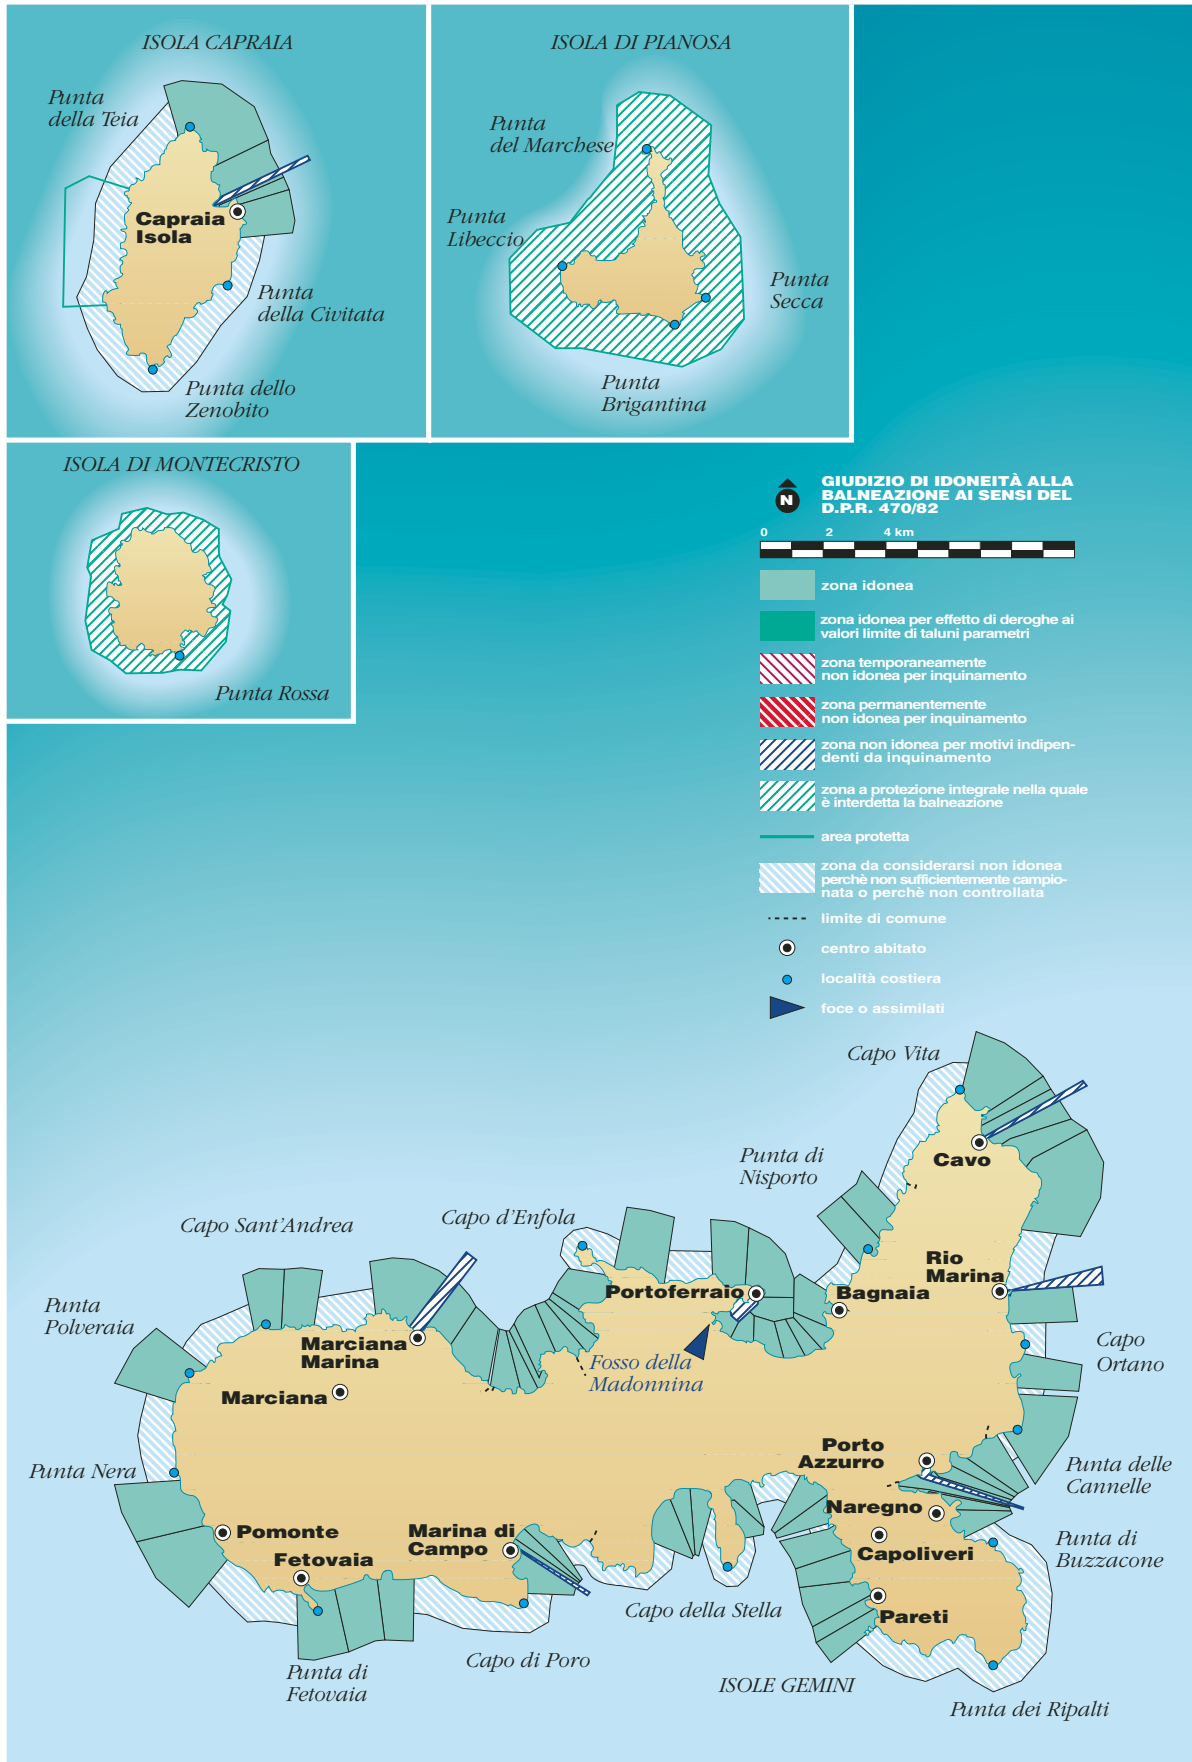 ISOLA CAPRAIA
Punta
della Teia
Capraia
Isola
Punta
della Civitata
Punta dello
Zenobito
ISOLA DI PIANOSA
Punta
del Marchese
Punta
Libeccio
Punta
Secca
Punta
Brigantina
ISOLA DI MONTECRISTO
Punta Rossa
N
GIUDIZIO DI IDONEITÀ ALLA
BALNEAZIONE AI SENSI DEL
D.P.R. 470/82
0 2 4 km
zona idonea
zona idonea per effetto di deroghe ai
valori limite di taluni parametri
zona temporaneamente
non idonea per inquinamento
zona permanentemente
non idonea per inquinamento
zona non idonea per motivi indipen-
denti da inquinamento
zona a protezione integrale nella quale
è interdetta la balneazione
area protetta
zona da considerarsi non idonea
perchè non sufficientemente campio-
nata o perchè non controllata
limite di comune
centro abitato
località costiera
foce o assimilati
Capo Vita
Cavo
Punta di
Nisporto
Capo d'Enfola
Capo Sant'Andrea
Rio
Marina
Portoferraio
Bagnaia
Punta
Polveraia
Marciana
Marina
Capo
Ortano
Fosso della
Madonnina
Marciana
Porto
Azzurro
Punta Nera
Punta delle
Cannelle
Naregno
Pomonte
Marina di
Campo
Capoliveri
Punta di
Buzzacone
Fetovaia
Capo della Stella
Pareti
Capo di Poro
Punta di
Fetovaia
ISOLE GEMINI
Punta dei Ripalti